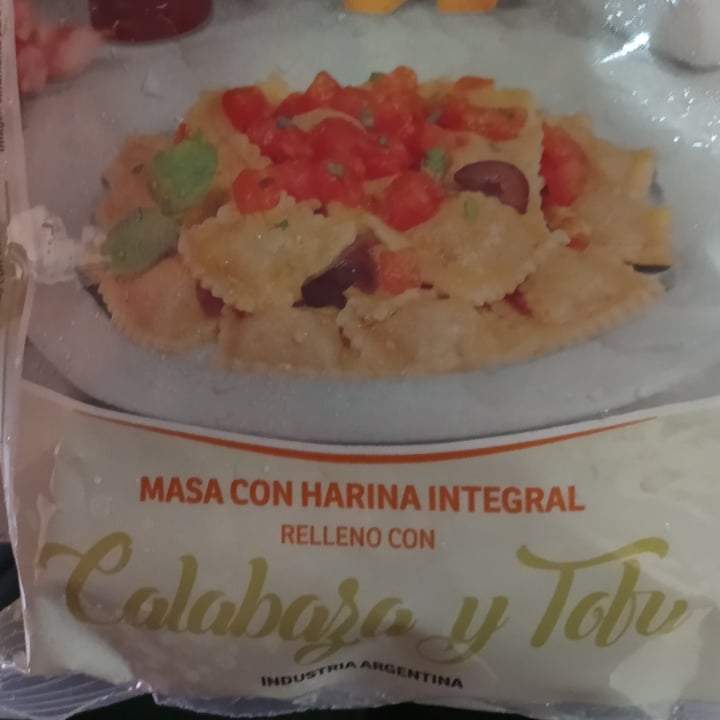 MASA CON HARINA INTEGRAL
RELLENO CON
Calabaza y Tofu
INDUSTRIA ARGENTINA